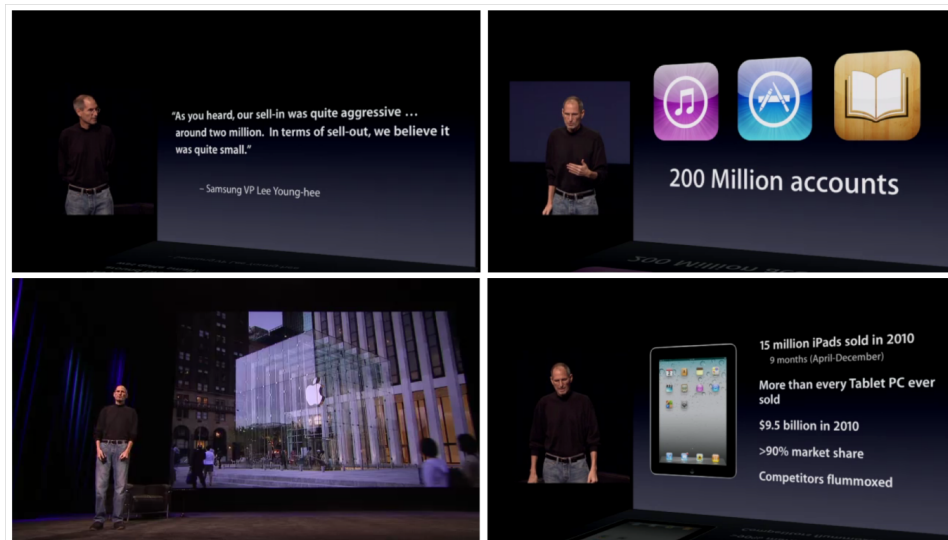 “As you heard, our sell-in was quite aggressive …
around two million. In terms of sell-out, we believe it
was quite small.”
– Samsung VP Lee Young-hee
200 Million accounts
200 Million
15 million iPads sold in 2010
9 months (April-December)
More than every Tablet PC ever
sold
$9.5 billion in 2010
>90% market share
Competitors flummoxed